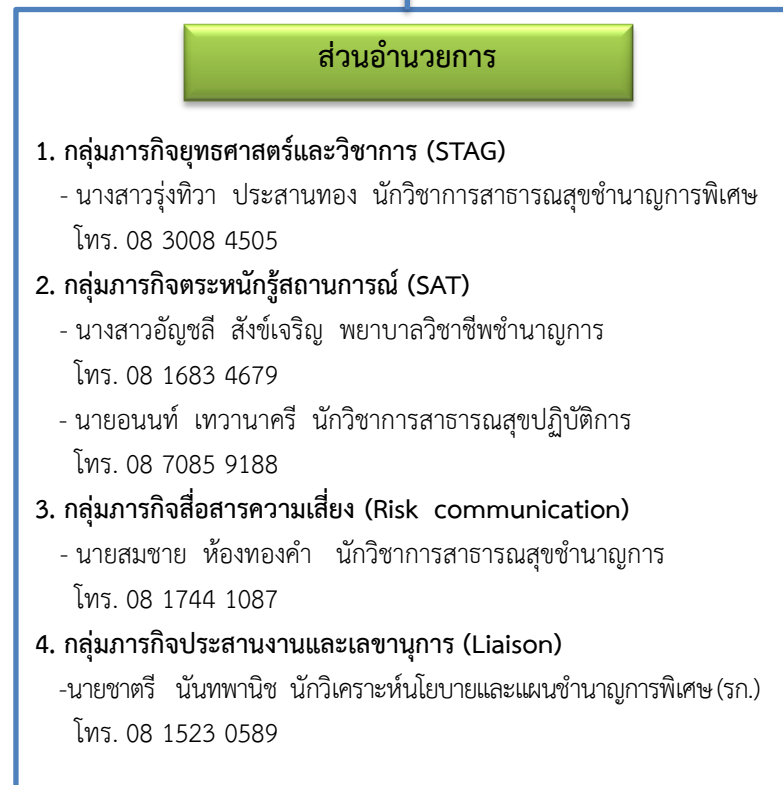 ส่วนอำนวยการ
1. กลุ่มภารกิจยุทธศาสตร์และวิชาการ (STAG)
- นางสาวรุ่งทิวา ประสานทอง นักวิชาการสาธารณสุขชำนาญการพิเศษ
โทร. 08 3008 4505
2. กลุ่มภารกิจตระหนักรู้สถานการณ์ (SAT)
- นางสาวอัญชลี สังข์เจริญ พยาบาลวิชาชีพชำนาญการ
โทร. 08 1683 4679
- นายอนนท์ เทวานาครี นักวิชาการสาธารณสุขปฏิบัติการ
โทร. 08 7085 9188
3. กลุ่มภารกิจสื่อสารความเสี่ยง (Risk communication)
- นายสมชาย ห้องทองคำ นักวิชาการสาธารณสุขชำนาญการ
โทร. 08 1744 1087
4. กลุ่มภารกิจประสานงานและเลขานุการ (Liaison)
-นายชาตรี นันทพานิช นักวิเคราะห์นโยบายและแผนชำนาญการพิเศษ (รก.)
โทร. 08 1523 0589